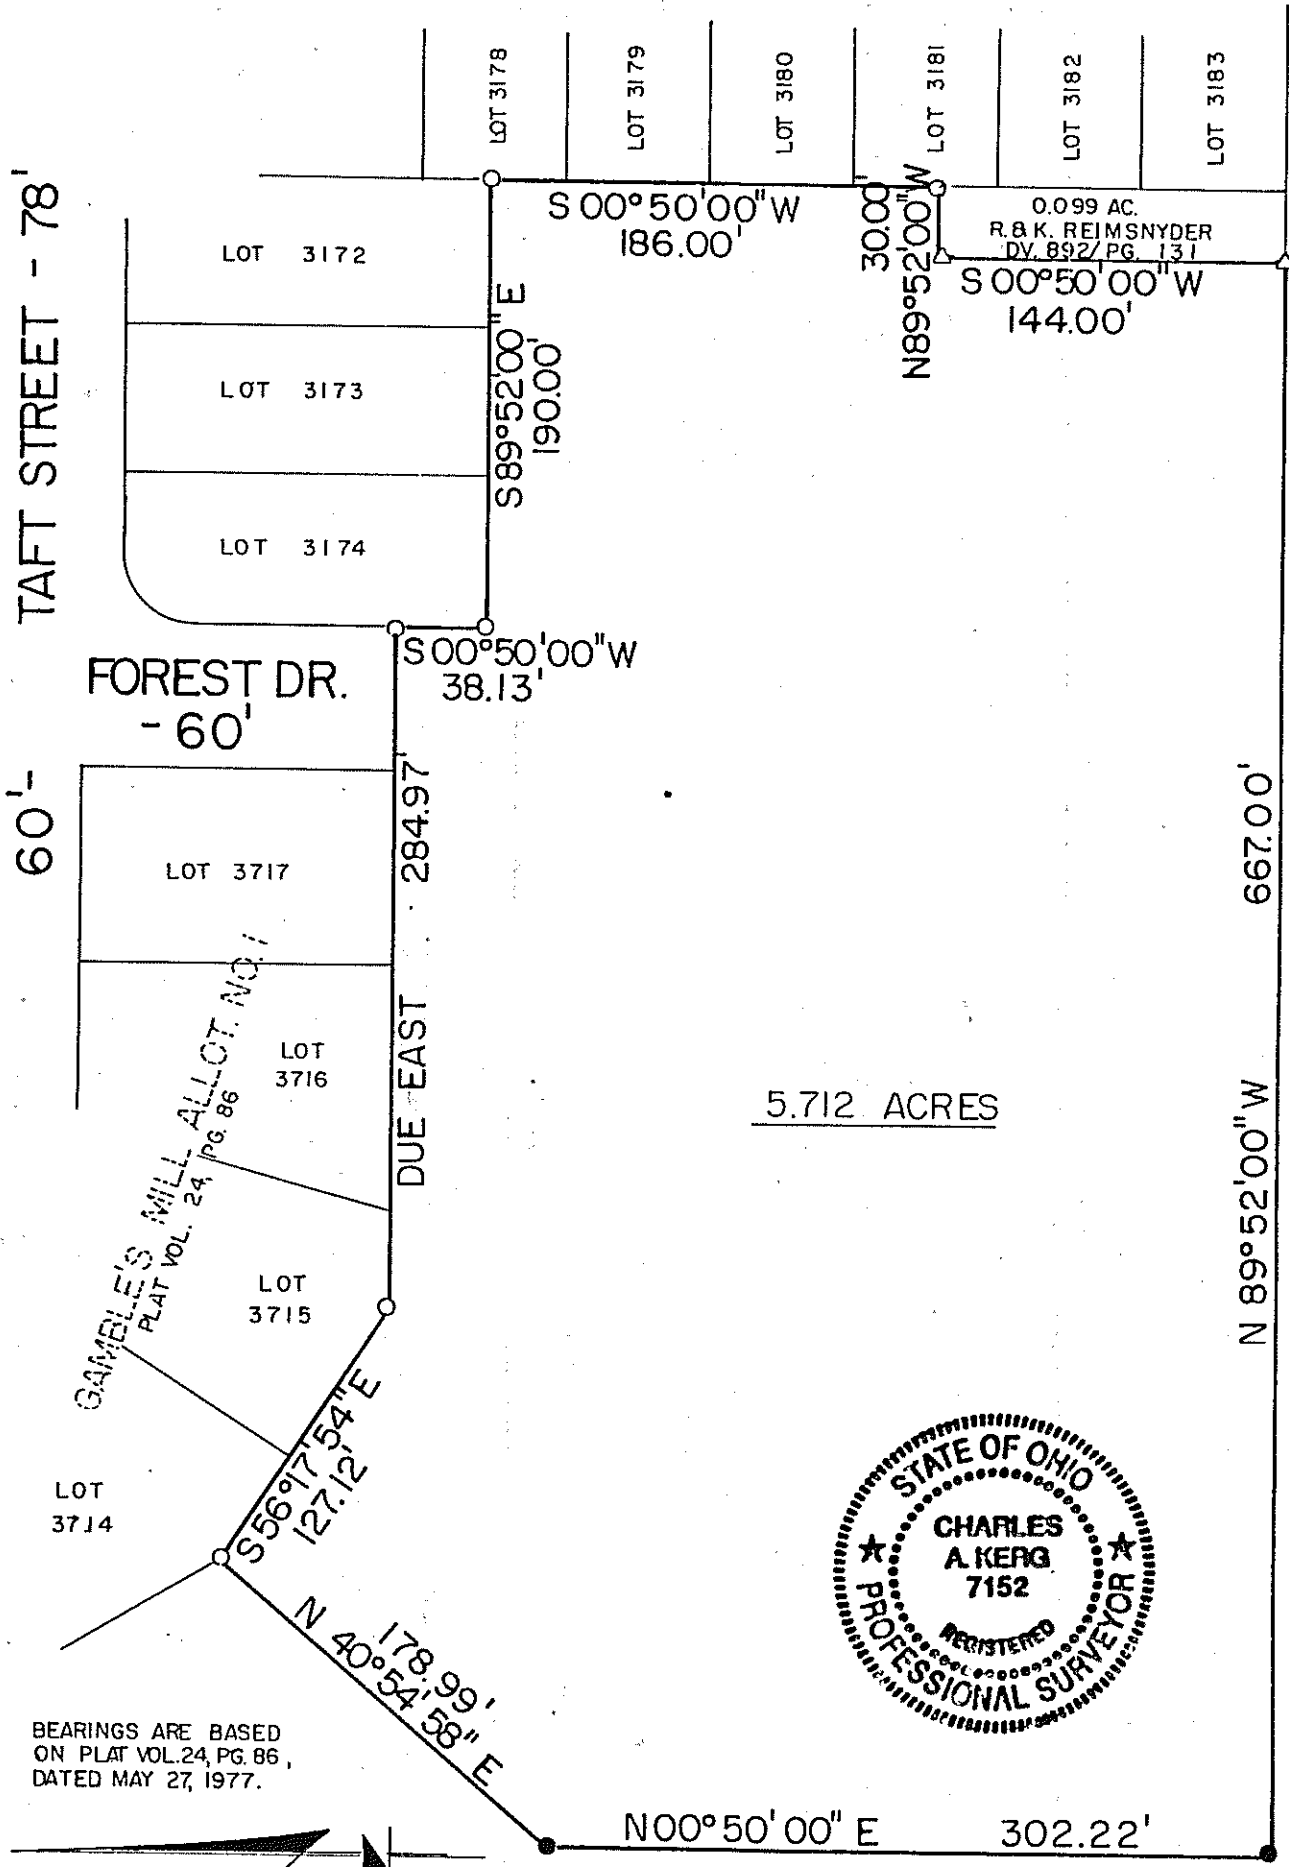 LOT 3178
LOT 3179
LOT 3180
LOT 3181
LOT 3182
LOT 3183
TAFT STREET - 78'
LOT 3172
LOT 3173
LOT 3174
S 00°50'00" W
186.00'
30.00'
N89°52'00"W
0.099 AC.
R.& K. REIMSNYDER
DV. 892/PG. 131
S 00°50'00" W
144.00'
S 89°52'00" E
190.00'
S 00°50'00" W
38.13'
FOREST DR.
- 60'
60'-
LOT 3717
DUE EAST 284.97'
LOT
3716
GAMBLE'S MILL ALLOT. NO. 1
PLAT VOL. 24, PG. 86
LOT
3715
LOT
3714
S 56°17'54" E
127.12'
178.99'
N 40°54'58" E
5.712 ACRES
667.00'
N 89°52'00" W
STATE OF OHIO
CHARLES
A. KERG
7152
REGISTERED
PROFESSIONAL SURVEYOR
BEARINGS ARE BASED
ON PLAT VOL.24, PG. 86,
DATED MAY 27, 1977.
N 00°50'00" E 302.22'